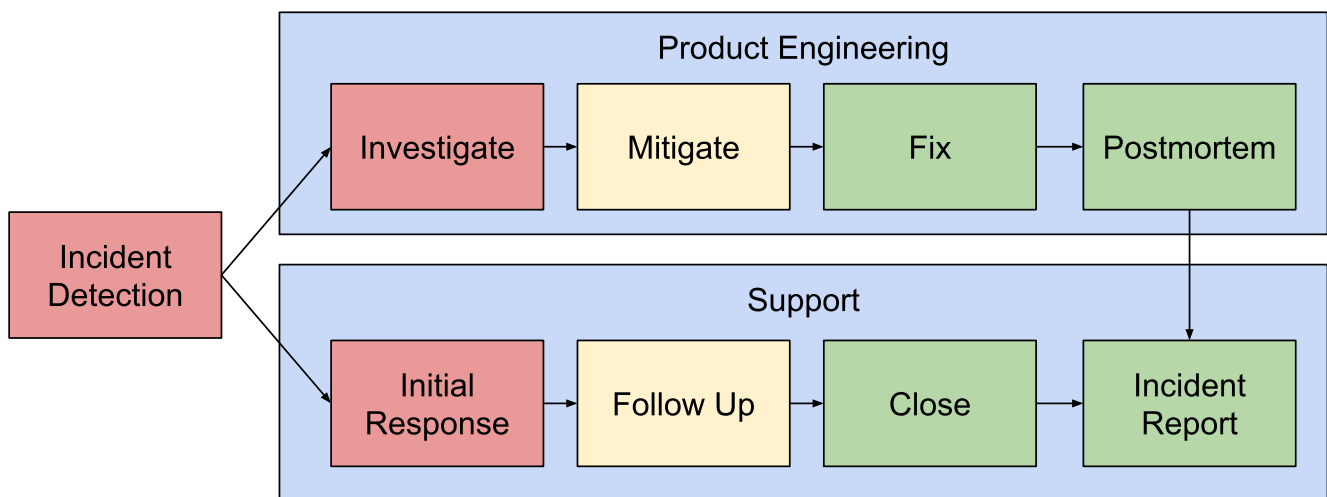 Product Engineering
Investigate
Mitigate
Fix
Postmortem
Incident
Detection
Support
Initial
Response
Follow Up
Close
Incident
Report